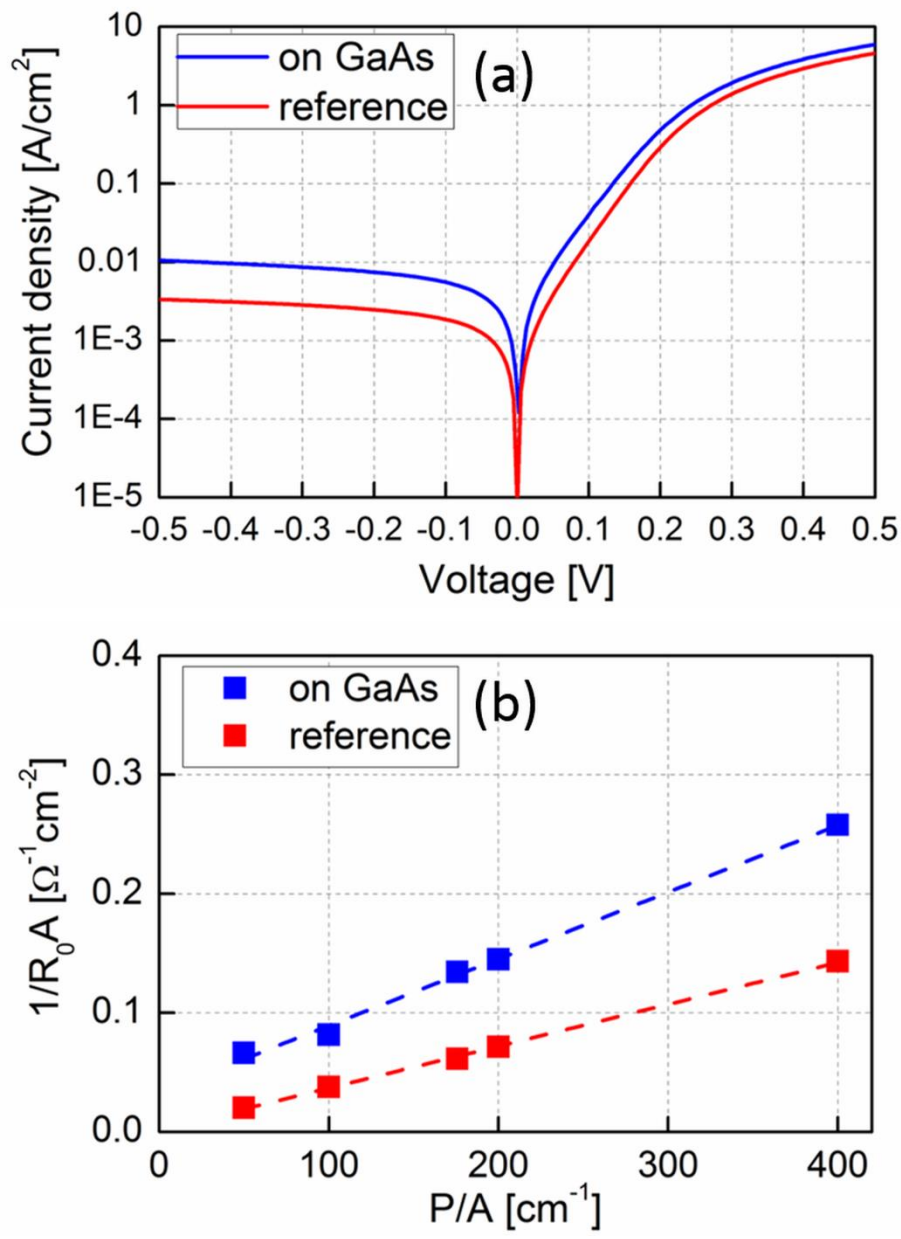 10
on GaAs
(a)
1
reference
0.1
0.01
1E-3
1E-4
1E-5
Current density [A/cm²]
-0.5 -0.4 -0.3 -0.2 -0.1 0.0 0.1 0.2 0.3 0.4 0.5
Voltage [V]
0.4
on GaAs
(b)
reference
0.3
0.2
0.1
0.0
1/R₀A [Ω⁻¹cm⁻²]
0 100 200 300 400
P/A [cm⁻¹]